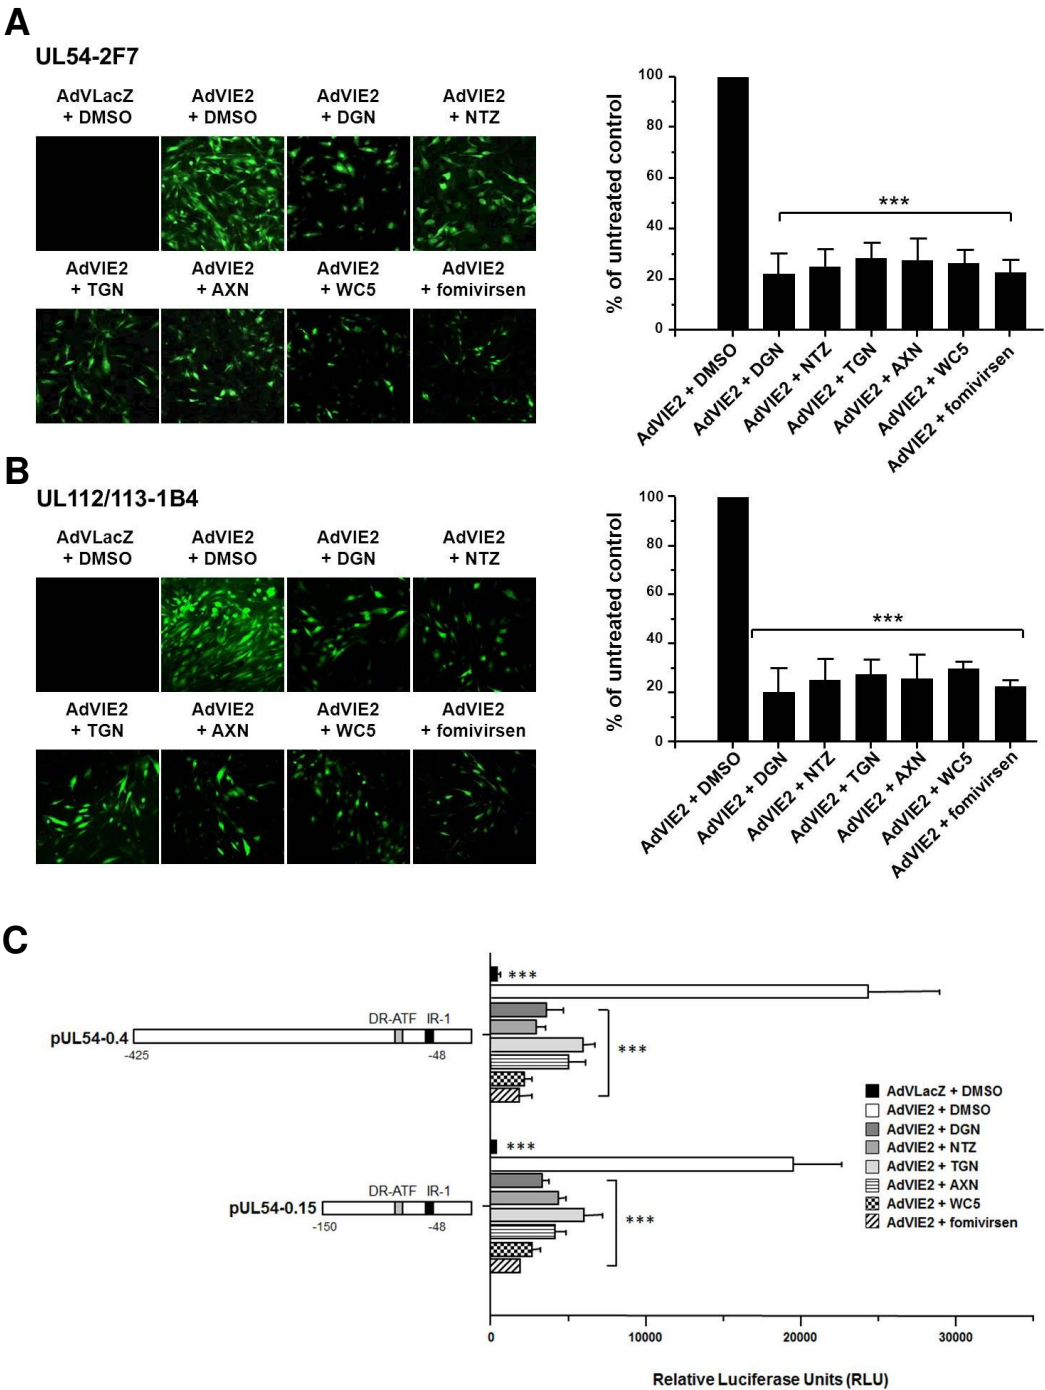 A
UL54-2F7
AdVLacZ AdVIE2 AdVIE2 AdVIE2
+ DMSO + DMSO + DGN + NTZ
AdVIE2 AdVIE2 AdVIE2 AdVIE2
+ TGN + AXN + WC5 + fomivirsen
% of untreated control
100
80
60
40
20
0
***
AdVIE2 + DMSO
AdVIE2 + DGN
AdVIE2 + NTZ
AdVIE2 + TGN
AdVIE2 + AXN
AdVIE2 + WC5
AdVIE2 + fomivirsen
B
UL112/113-1B4
AdVLacZ AdVIE2 AdVIE2 AdVIE2
+ DMSO + DMSO + DGN + NTZ
AdVIE2 AdVIE2 AdVIE2 AdVIE2
+ TGN + AXN + WC5 + fomivirsen
% of untreated control
100
80
60
40
20
0
***
AdVIE2 + DMSO
AdVIE2 + DGN
AdVIE2 + NTZ
AdVIE2 + TGN
AdVIE2 + AXN
AdVIE2 + WC5
AdVIE2 + fomivirsen
C
***
DR-ATF IR-1
pUL54-0.4
-425 -48
***
***
DR-ATF IR-1
pUL54-0.15
-150 -48
***
AdVLacZ + DMSO
AdVIE2 + DMSO
AdVIE2 + DGN
AdVIE2 + NTZ
AdVIE2 + TGN
AdVIE2 + AXN
AdVIE2 + WC5
AdVIE2 + fomivirsen
0 10000 20000 30000
Relative Luciferase Units (RLU)